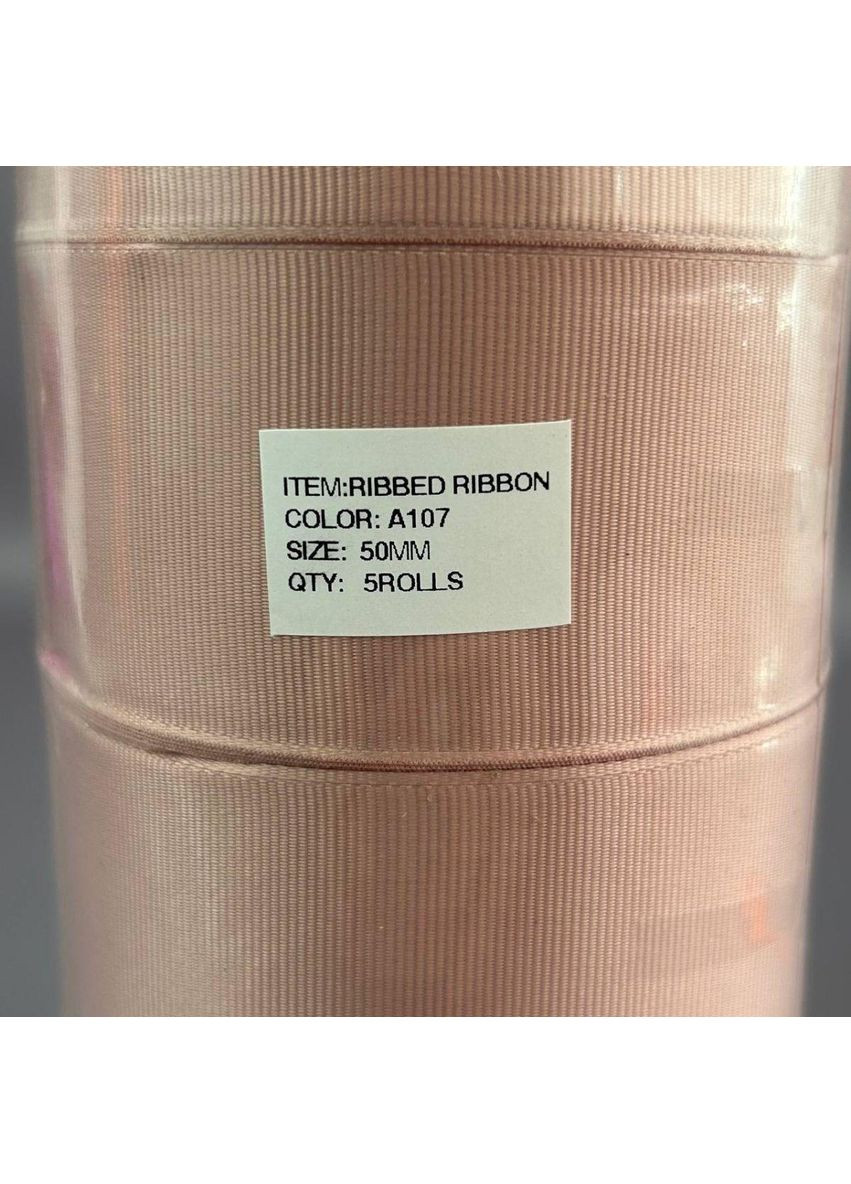 ITEM:RIBBED RIBBON
COLOR: A107
SIZE: 50MM
QTY: 5ROLLS